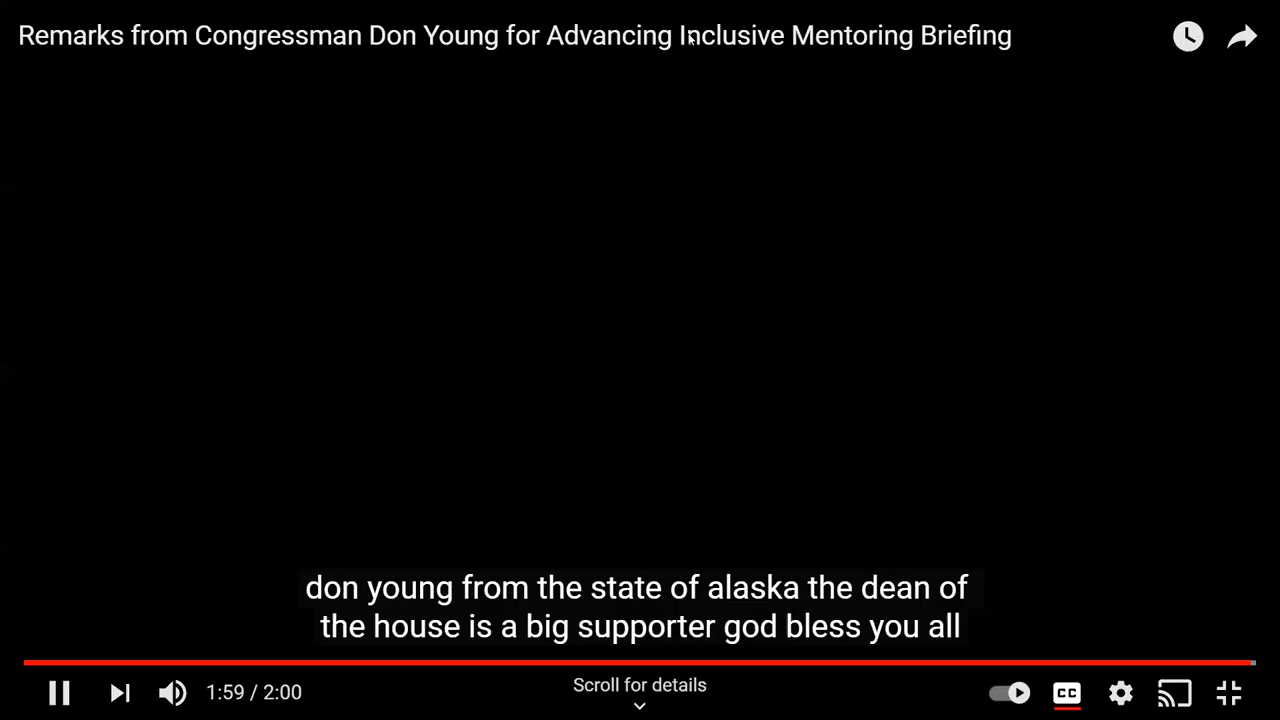 Remarks from Congressman Don Young for Advancing Inclusive Mentoring Briefing
don young from the state of alaska the dean of
the house is a big supporter god bless you all
1:59 / 2:00
Scroll for details
CC